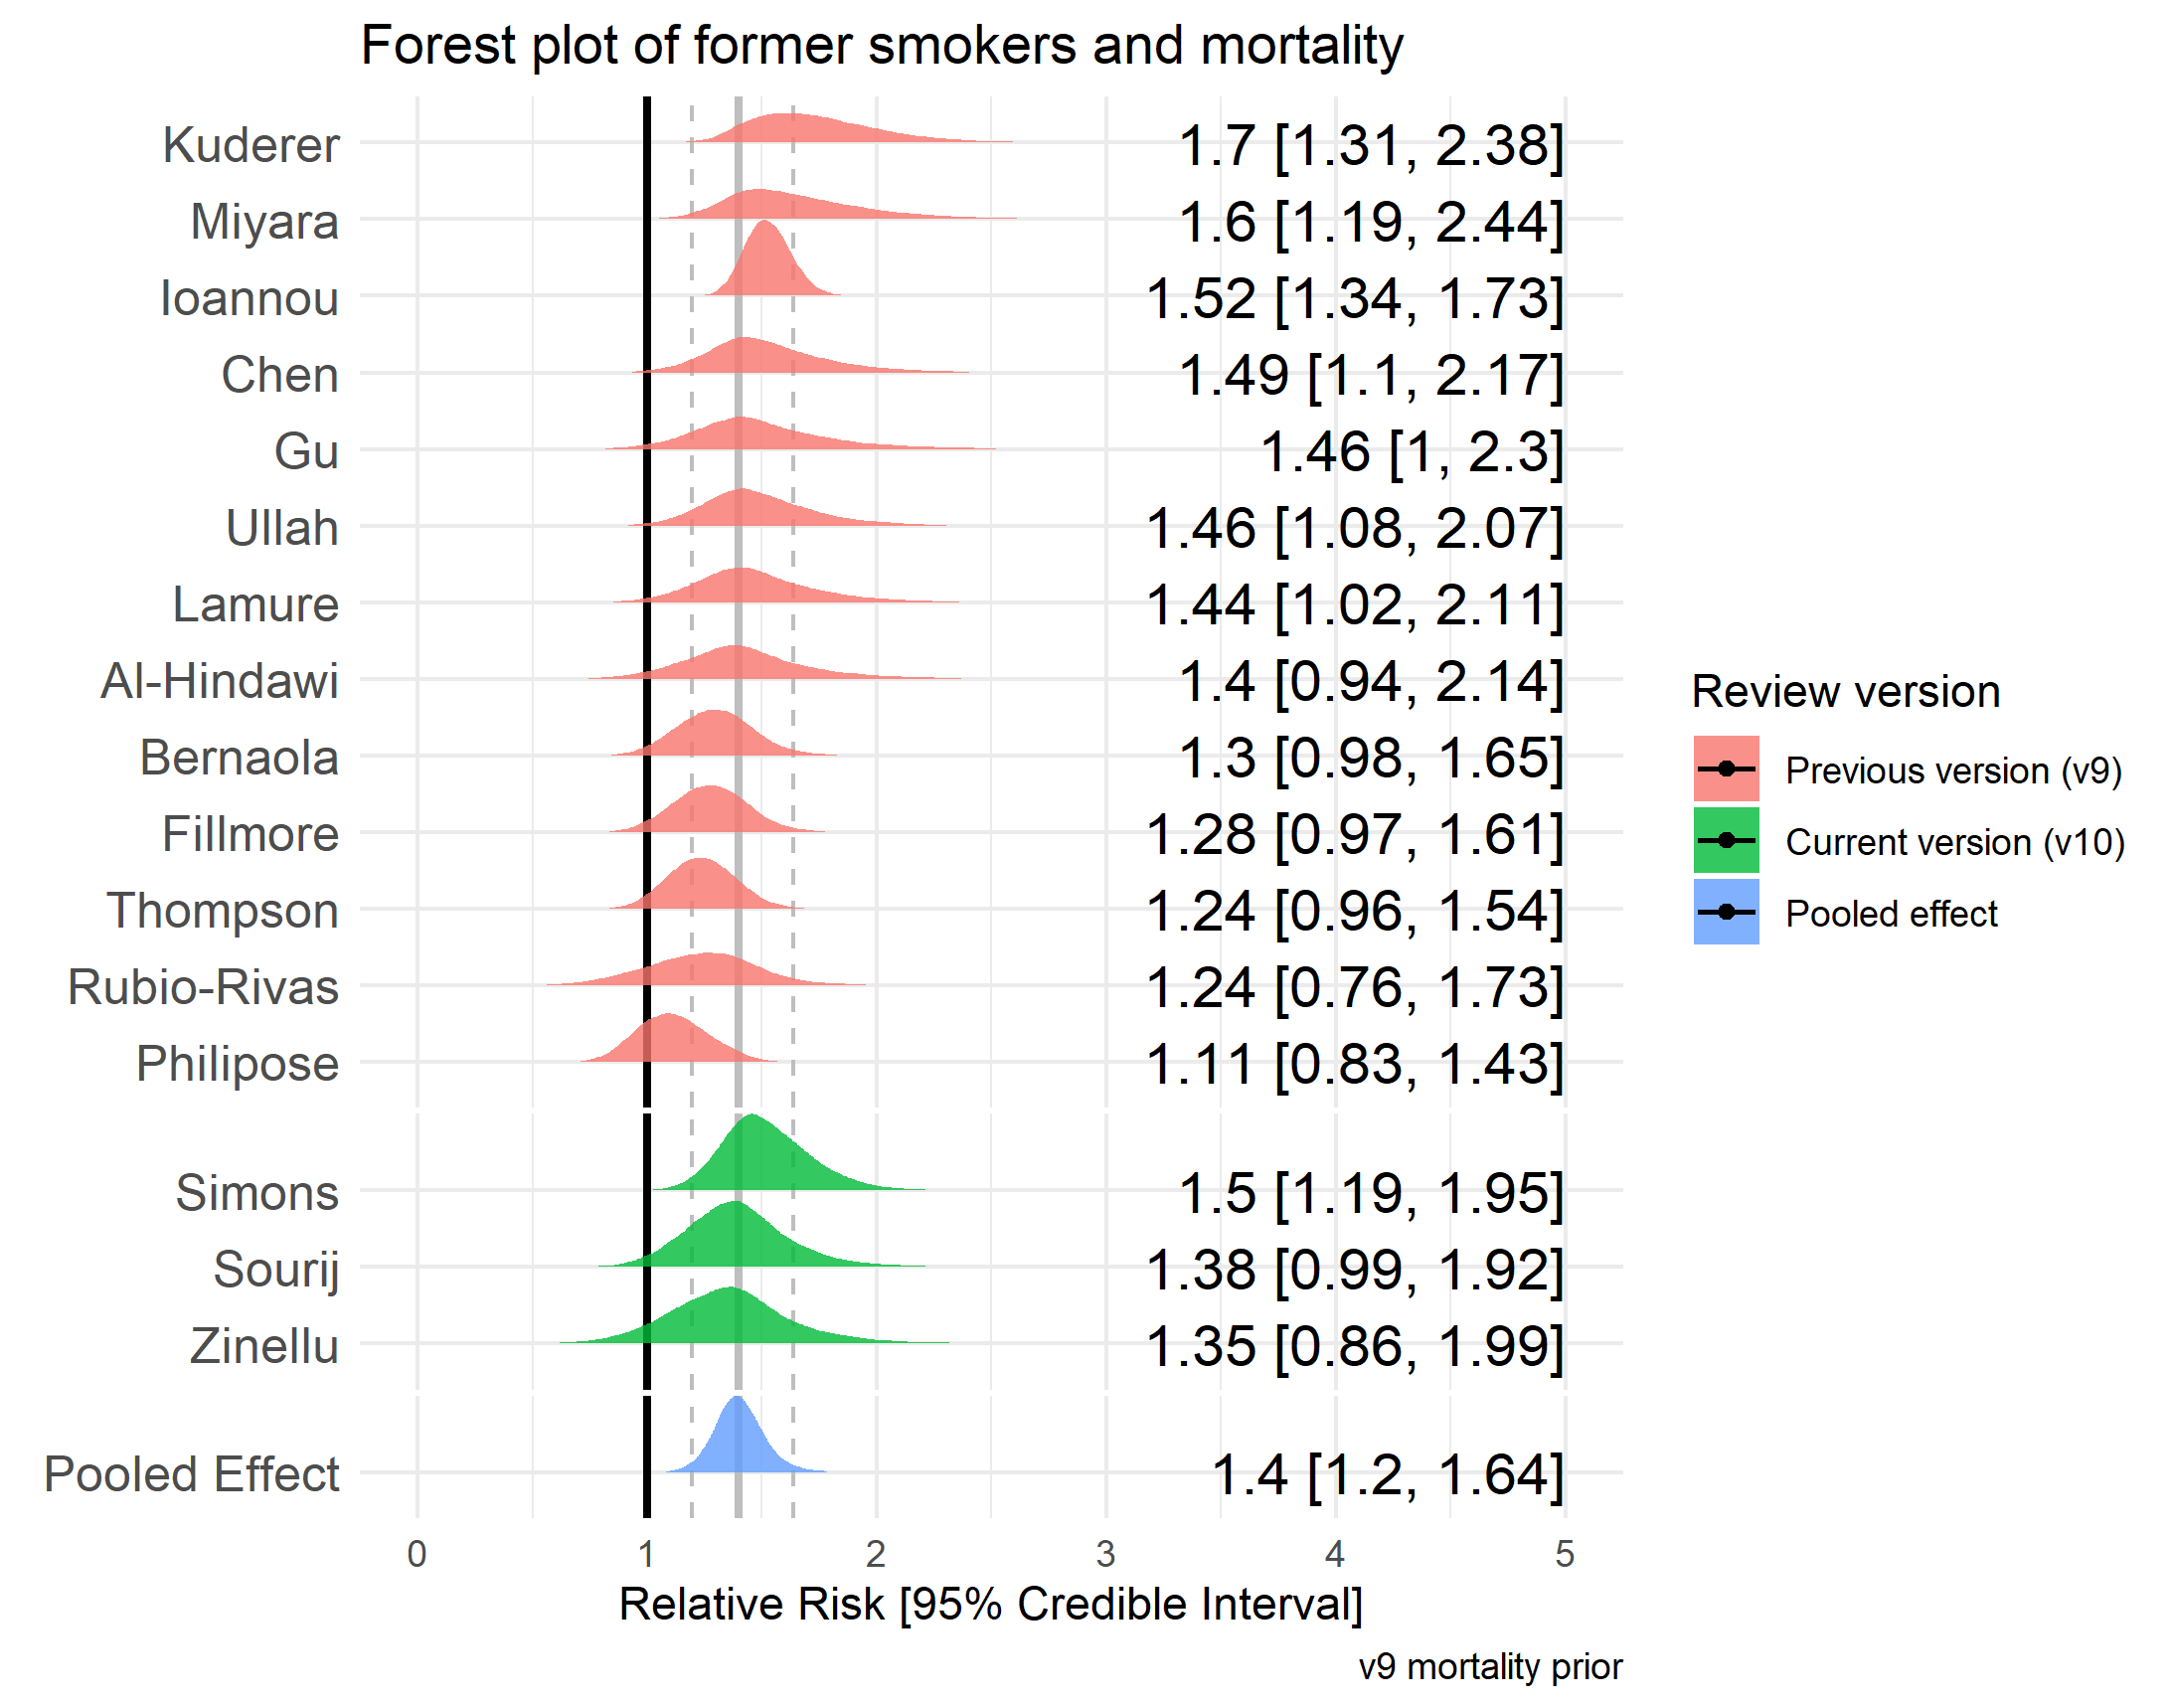 Forest plot of former smokers and mortality
Kuderer 1.7 [1.31, 2.38]
Miyara 1.6 [1.19, 2.44]
Ioannou 1.52 [1.34, 1.73]
Chen 1.49 [1.1, 2.17]
Gu 1.46 [1, 2.3]
Ullah 1.46 [1.08, 2.07]
Lamure 1.44 [1.02, 2.11]
Al-Hindawi 1.4 [0.94, 2.14]
Bernaola 1.3 [0.98, 1.65]
Fillmore 1.28 [0.97, 1.61]
Thompson 1.24 [0.96, 1.54]
Rubio-Rivas 1.24 [0.76, 1.73]
Philipose 1.11 [0.83, 1.43]
Simons 1.5 [1.19, 1.95]
Sourij 1.38 [0.99, 1.92]
Zinellu 1.35 [0.86, 1.99]
Pooled Effect 1.4 [1.2, 1.64]
0 1 2 3 4 5
Relative Risk [95% Credible Interval]
v9 mortality prior
Review version
Previous version (v9)
Current version (v10)
Pooled effect